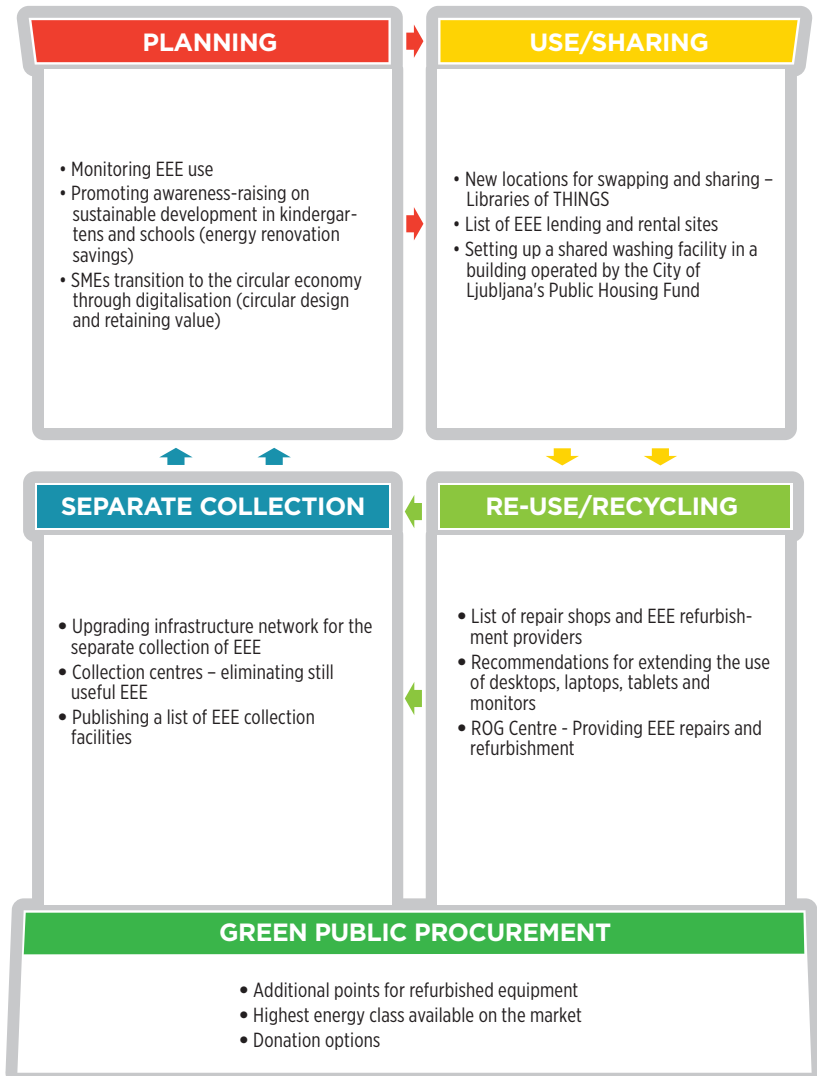 PLANNING
• Monitoring EEE use
• Promoting awareness-raising on
sustainable development in kindergar-
tens and schools (energy renovation
savings)
• SMEs transition to the circular economy
through digitalisation (circular design
and retaining value)
USE/SHARING
• New locations for swapping and sharing –
Libraries of THINGS
• List of EEE lending and rental sites
• Setting up a shared washing facility in a
building operated by the City of
Ljubljana's Public Housing Fund
SEPARATE COLLECTION
• Upgrading infrastructure network for the
separate collection of EEE
• Collection centres – eliminating still
useful EEE
• Publishing a list of EEE collection
facilities
RE-USE/RECYCLING
• List of repair shops and EEE refurbish-
ment providers
• Recommendations for extending the use
of desktops, laptops, tablets and
monitors
• ROG Centre - Providing EEE repairs and
refurbishment
GREEN PUBLIC PROCUREMENT
• Additional points for refurbished equipment
• Highest energy class available on the market
• Donation options